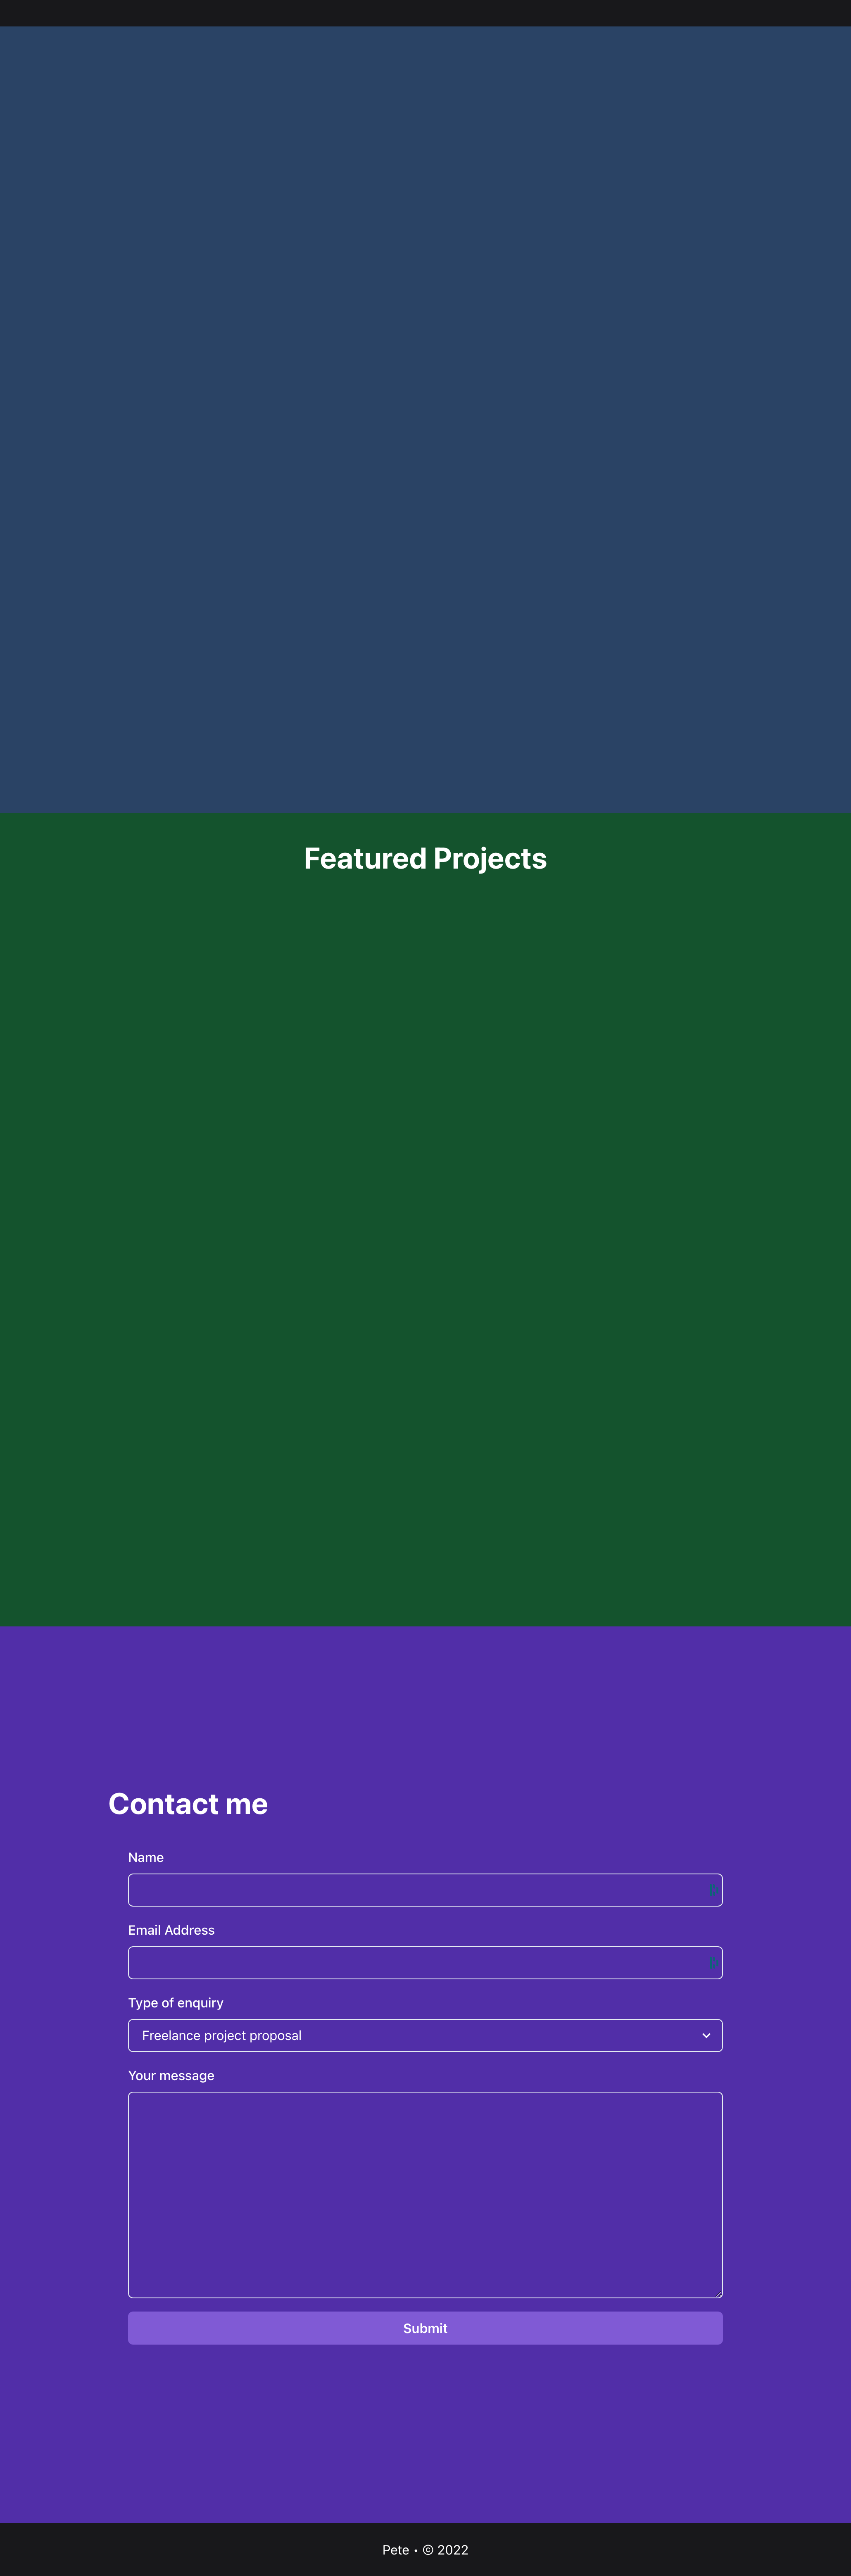 Featured Projects
Contact me
Name
Email Address
Type of enquiry
Freelance project proposal
Your message
Submit
Pete • © 2022